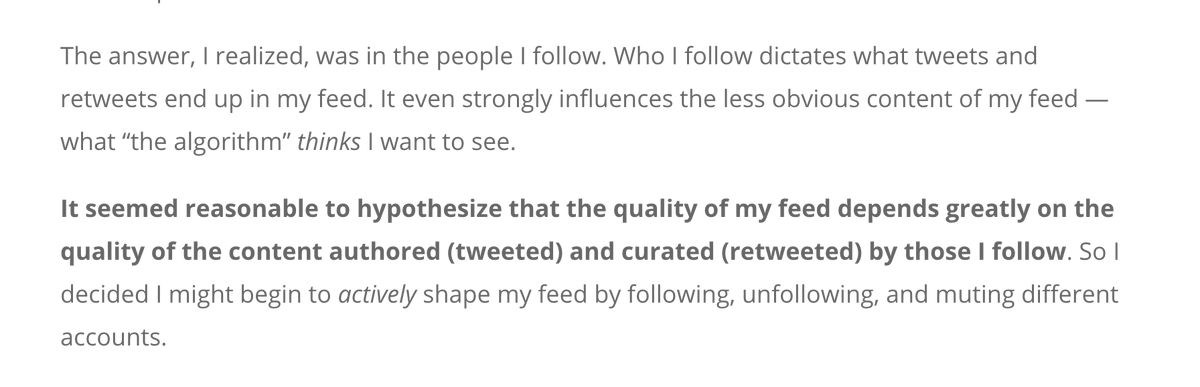 The answer, I realized, was in the people I follow. Who I follow dictates what tweets and
retweets end up in my feed. It even strongly influences the less obvious content of my feed —
what “the algorithm” thinks I want to see.
It seemed reasonable to hypothesize that the quality of my feed depends greatly on the
quality of the content authored (tweeted) and curated (retweeted) by those I follow. So I
decided I might begin to actively shape my feed by following, unfollowing, and muting different
accounts.